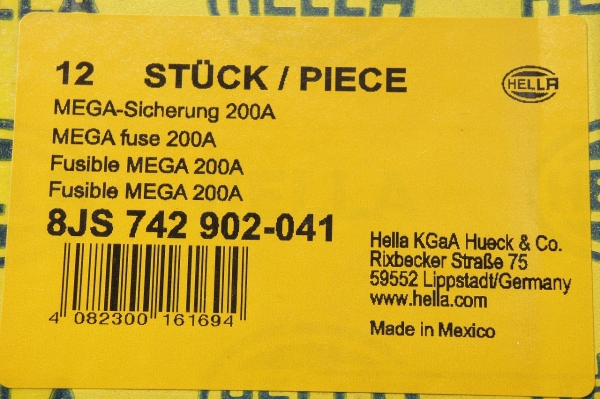 12 STÜCK / PIECE
HELLA
MEGA-Sicherung 200A
MEGA fuse 200A
Fusible MEGA 200A
Fusible MEGA 200A
8JS 742 902-041
4 082300 161694
Hella KGaA Hueck & Co.
Rixbecker Straße 75
59552 Lippstadt/Germany
www.hella.com
Made in Mexico